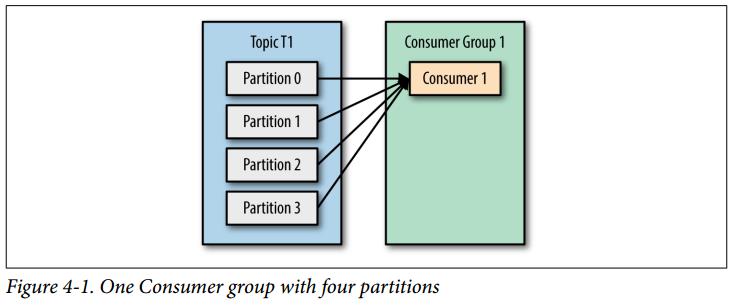 Topic T1
Partition 0
Partition 1
Partition 2
Partition 3
Consumer Group 1
Consumer 1
Figure 4-1. One Consumer group with four partitions